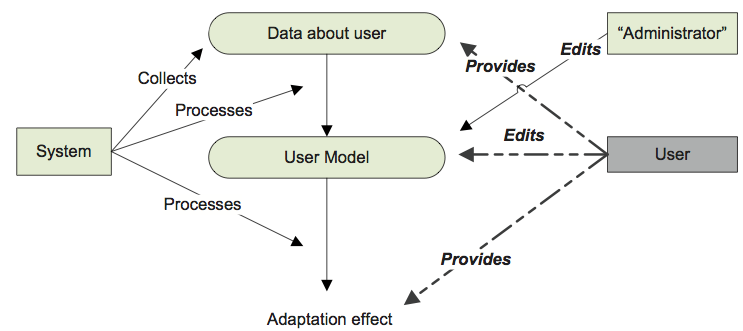 Data about user
“Administrator”
Edits
Provides
Collects
Processes
Edits
System
User Model
User
Processes
Provides
Adaptation effect